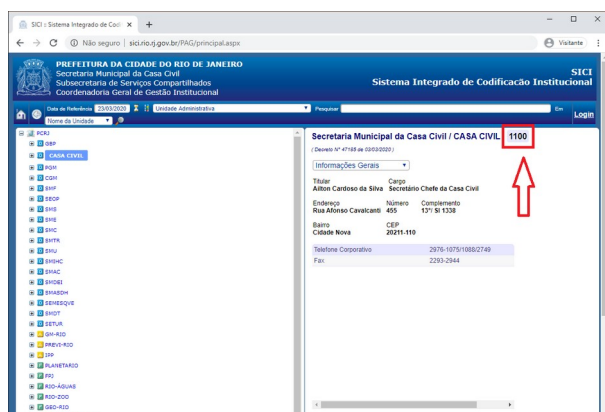 SICI :: Sistema Integrado de Codi
Não seguro | sici.rio.rj.gov.br/PAG/principal.aspx
Visitante
PREFEITURA DA CIDADE DO RIO DE JANEIRO
Secretaria Municipal da Casa Civil
Subsecretaria de Serviços Compartilhados
Coordenadoria Geral de Gestão Institucional
SICI
Sistema Integrado de Codificacão Institucional
Data de Referência 23/03/2020 Unidade Administrativa
Pesquisar
Em
Login
Nome da Unidade
PCRJ
GBP
CASA CIVIL
PGM
CGM
SMF
SEOP
SMS
SME
SMC
SMTR
SMU
SMIHC
SMAC
SMDEI
SMASDH
SEMESQVE
SMDT
SETUR
GM-RIO
PREVI-RIO
IPP
PLANETARIO
FPJ
RIO-ÁGUAS
RIO-ZOO
GEO-RIO
Secretaria Municipal da Casa Civil / CASA CIVIL 1100
( Decreto Nº 47195 de 03/03/2020 )
Informações Gerais
Titular Cargo
Ailton Cardoso da Silva Secretário Chefe da Casa Civil
Endereço Número Complemento
Rua Afonso Cavalcanti 455 13º/ Sl 1338
Bairro CEP
Cidade Nova 20211-110
Telefone Corporativo 2976-1075/1088/2749
Fax 2293-2944